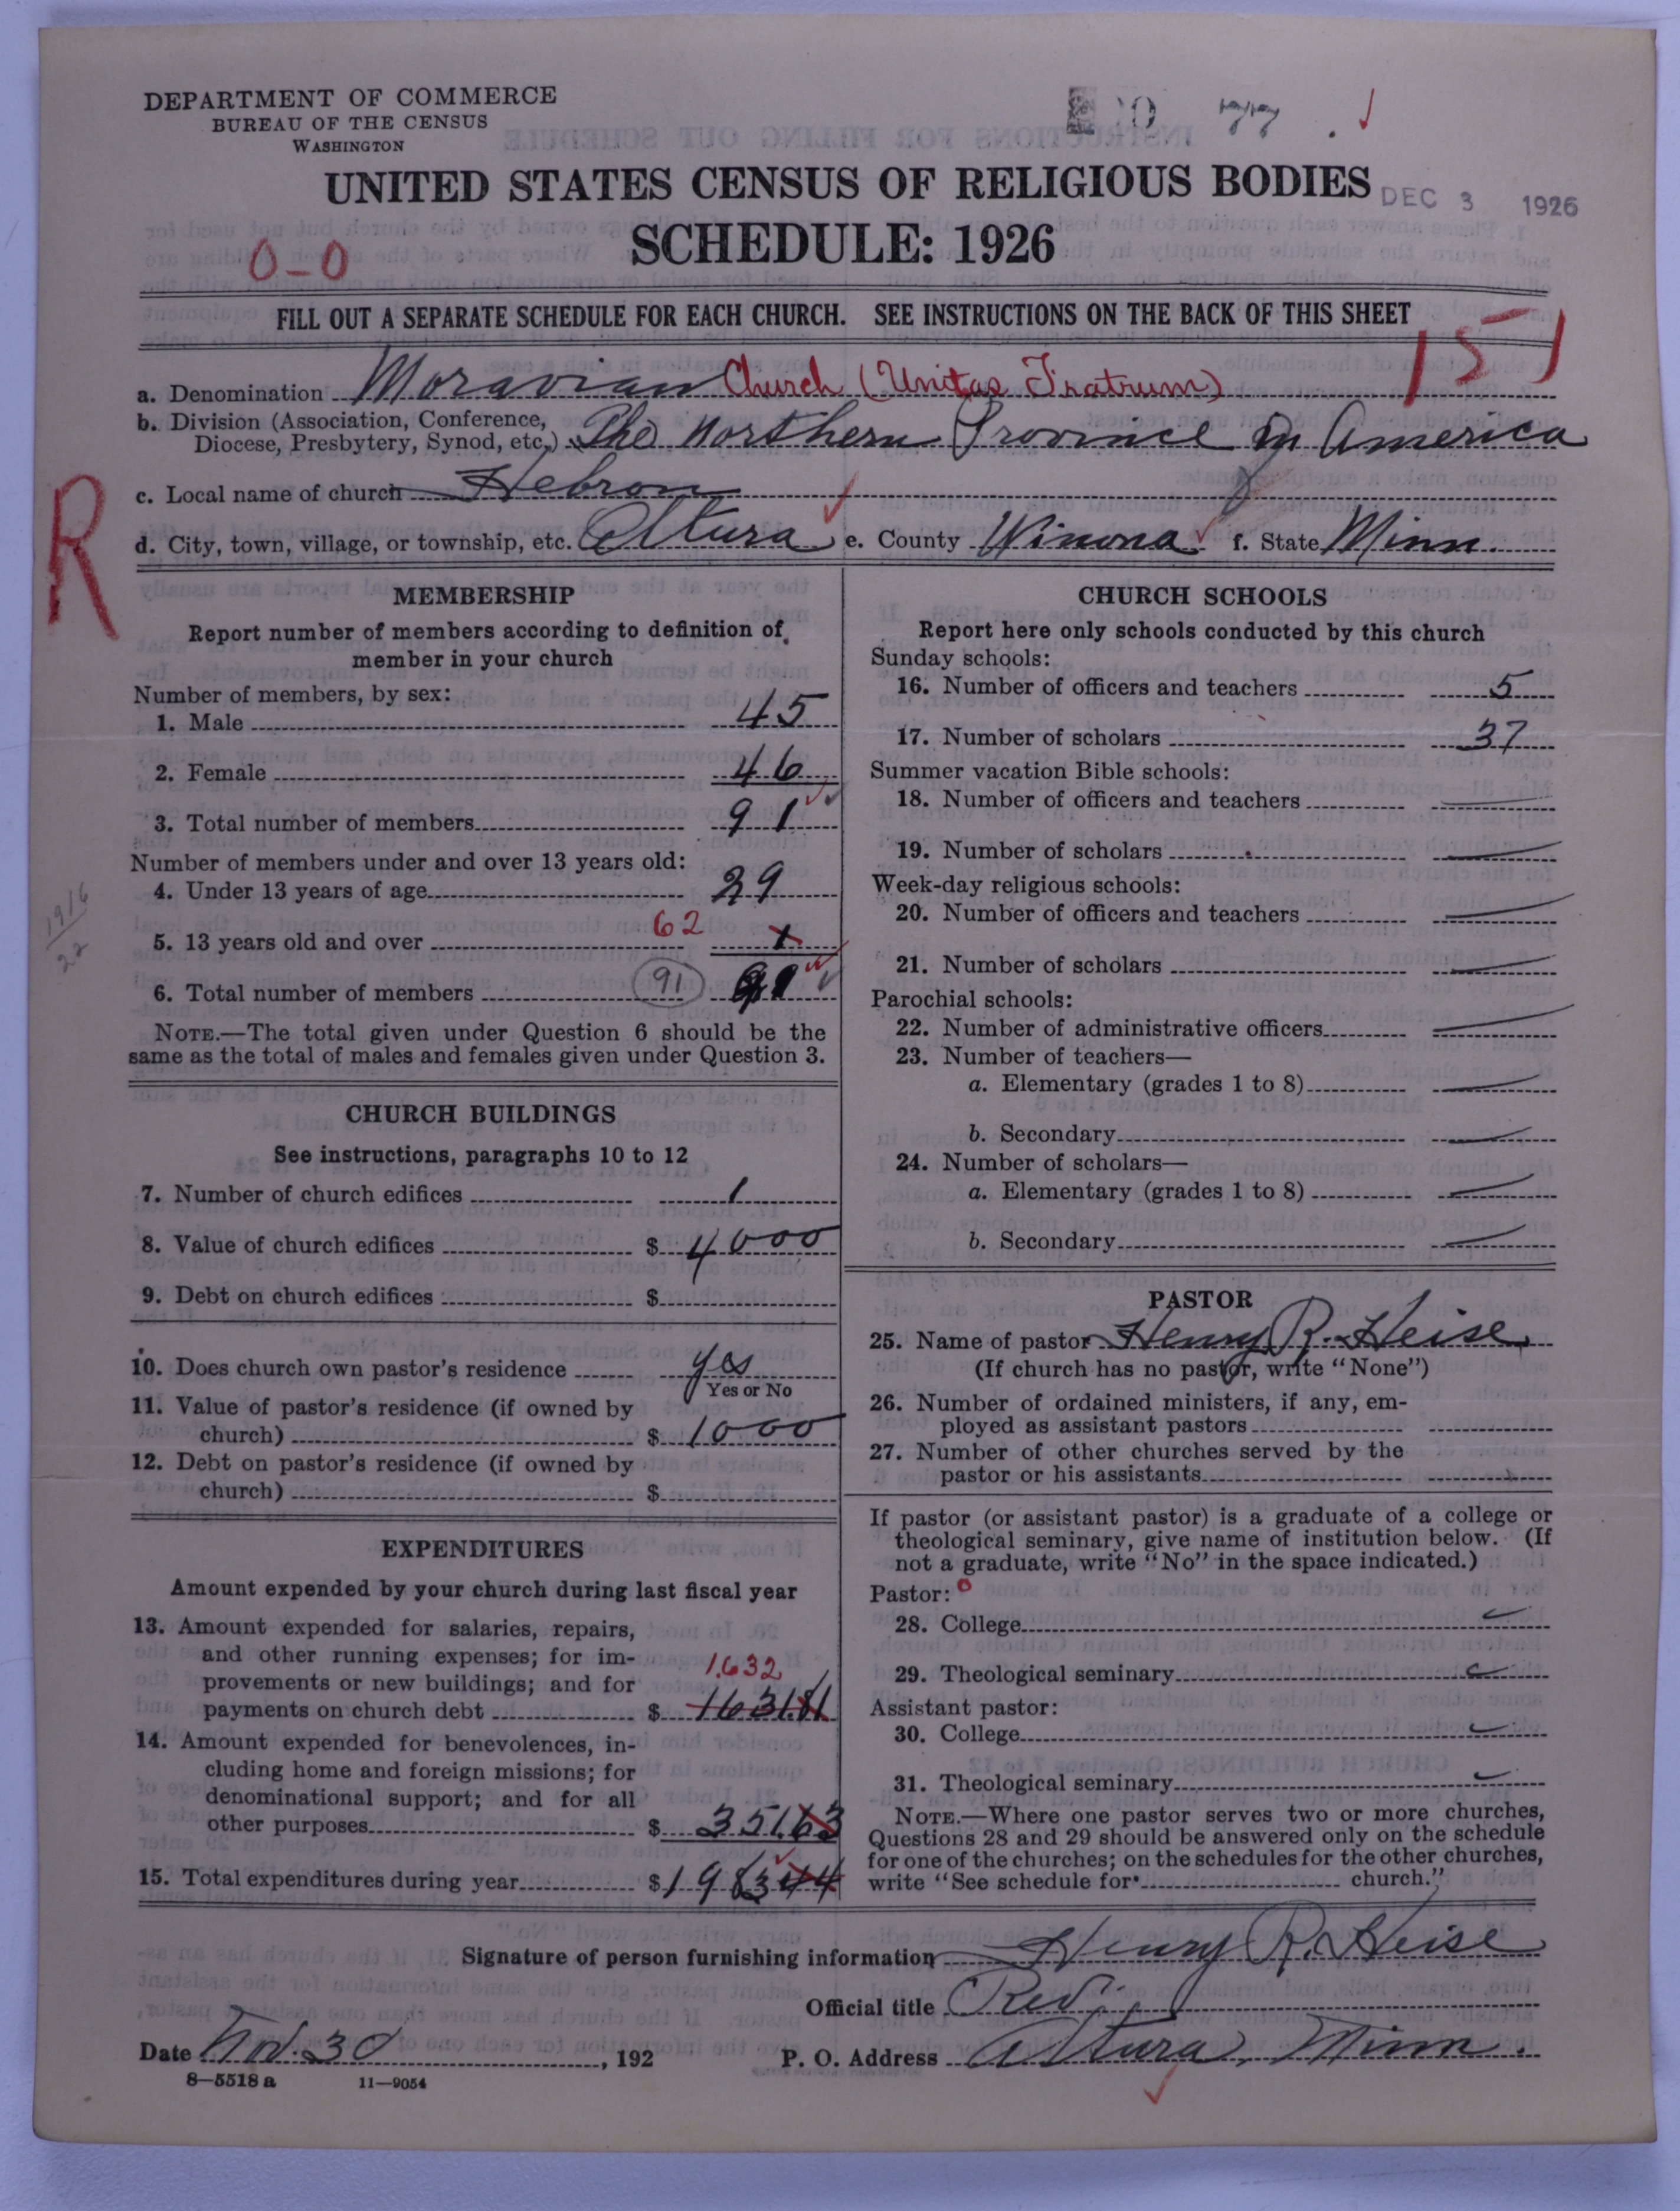 DEPARTMENT OF COMMERCE
BUREAU OF THE CENSUS
WASHINGTON
UNITED STATES CENSUS OF RELIGIOUS BODIES
DEC 3 1926
SCHEDULE: 1926
0-0
FILL OUT A SEPARATE SCHEDULE FOR EACH CHURCH. SEE INSTRUCTIONS ON THE BACK OF THIS SHEET
151
a. Denomination Moravian Church (Unitas Fratrum)
b. Division (Association, Conference,
Diocese, Presbytery, Synod, etc.) The Northern Province in America
R
c. Local name of church Hebron
d. City, town, village, or township, etc. Altura e. County Winona f. State Minn.
MEMBERSHIP
Report number of members according to definition of
member in your church
Number of members, by sex:
1. Male 45
2. Female 46
3. Total number of members 91
Number of members under and over 13 years old:
4. Under 13 years of age 29
1916
22
5. 13 years old and over 62 x
6. Total number of members 91 91
NOTE.—The total given under Question 6 should be the
same as the total of males and females given under Question 3.
CHURCH BUILDINGS
See instructions, paragraphs 10 to 12
7. Number of church edifices 1
8. Value of church edifices $ 4000
9. Debt on church edifices $
10. Does church own pastor's residence yes
Yes or No
11. Value of pastor's residence (if owned by
church) $ 1000
12. Debt on pastor's residence (if owned by
church) $
EXPENDITURES
Amount expended by your church during last fiscal year
13. Amount expended for salaries, repairs,
and other running expenses; for im-
provements or new buildings; and for 1632
payments on church debt $ 1631.81
14. Amount expended for benevolences, in-
cluding home and foreign missions; for
denominational support; and for all
other purposes $ 351.63
15. Total expenditures during year $ 1983.44
CHURCH SCHOOLS
Report here only schools conducted by this church
Sunday schools:
16. Number of officers and teachers 5
17. Number of scholars 37
Summer vacation Bible schools:
18. Number of officers and teachers
19. Number of scholars
Week-day religious schools:
20. Number of officers and teachers
21. Number of scholars
Parochial schools:
22. Number of administrative officers
23. Number of teachers—
a. Elementary (grades 1 to 8)
b. Secondary
24. Number of scholars—
a. Elementary (grades 1 to 8)
b. Secondary
PASTOR
25. Name of pastor Henry R. Heise
(If church has no pastor, write "None")
26. Number of ordained ministers, if any, em-
ployed as assistant pastors
27. Number of other churches served by the
pastor or his assistants
If pastor (or assistant pastor) is a graduate of a college or
theological seminary, give name of institution below. (If
not a graduate, write "No" in the space indicated.)
Pastor: 0
28. College
29. Theological seminary
Assistant pastor:
30. College
31. Theological seminary
NOTE.—Where one pastor serves two or more churches,
Questions 28 and 29 should be answered only on the schedule
for one of the churches; on the schedules for the other churches,
write "See schedule for church."
Signature of person furnishing information Henry R. Heise
Official title Rev.
Date Nov. 30, 192 P. O. Address Altura, Minn.
8—5518 a 11—9054